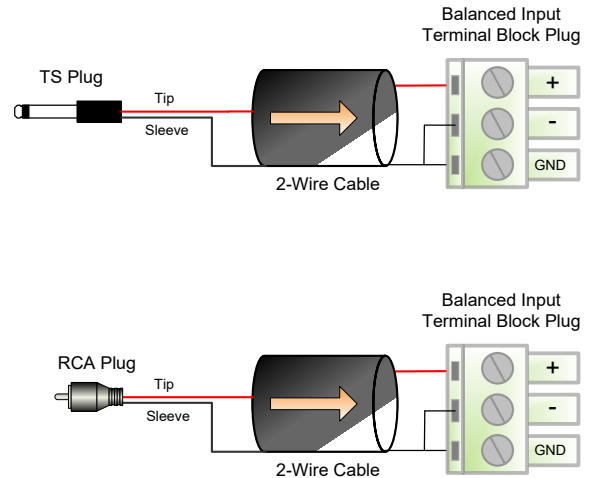 Balanced Input
Terminal Block Plug
TS Plug
Tip
Sleeve
+
-
GND
2-Wire Cable
Balanced Input
Terminal Block Plug
RCA Plug
Tip
Sleeve
+
-
GND
2-Wire Cable